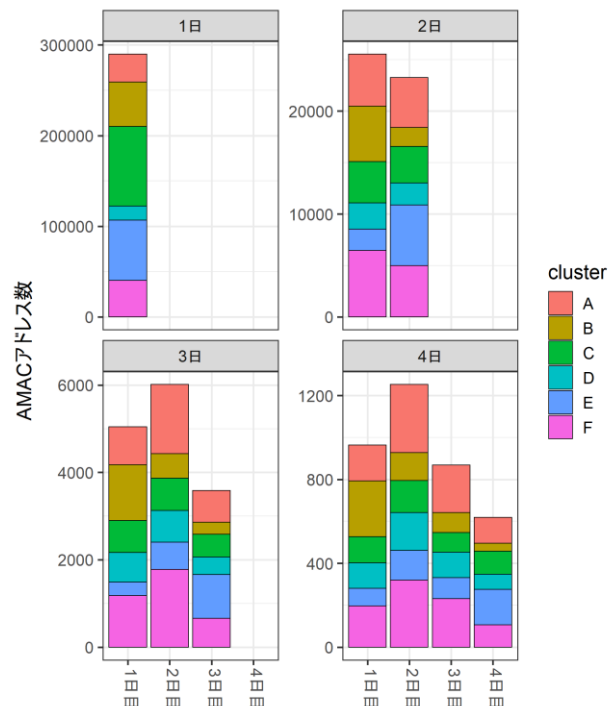 1日
2日
300000
200000
100000
0
20000
10000
0
AMACアドレス数
3日
4日
6000
4000
2000
0
1200
800
400
0
cluster
A
B
C
D
E
F
1日目
2日目
3日目
4日目
1日目
2日目
3日目
4日目